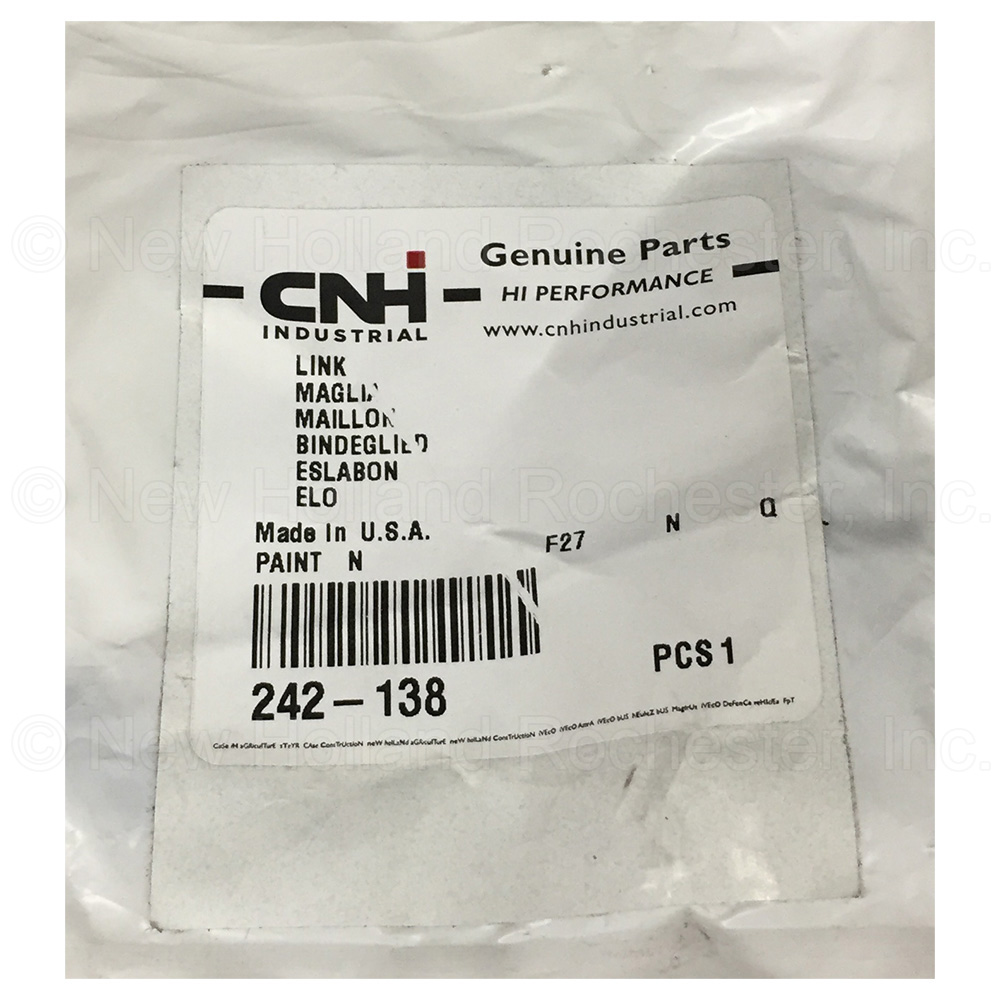 © New Holland Rochester, Inc.
CNH
INDUSTRIAL
Genuine Parts
HI PERFORMANCE
www.cnhindustrial.com
LINK
MAILLON
BINDEGLIED
ESLABON
ELO
© New Holland Rochester, Inc.
Made In U.S.A.
PAINT N
F27 N Q
PCS 1
242-138
© New Holland Rochester, Inc.